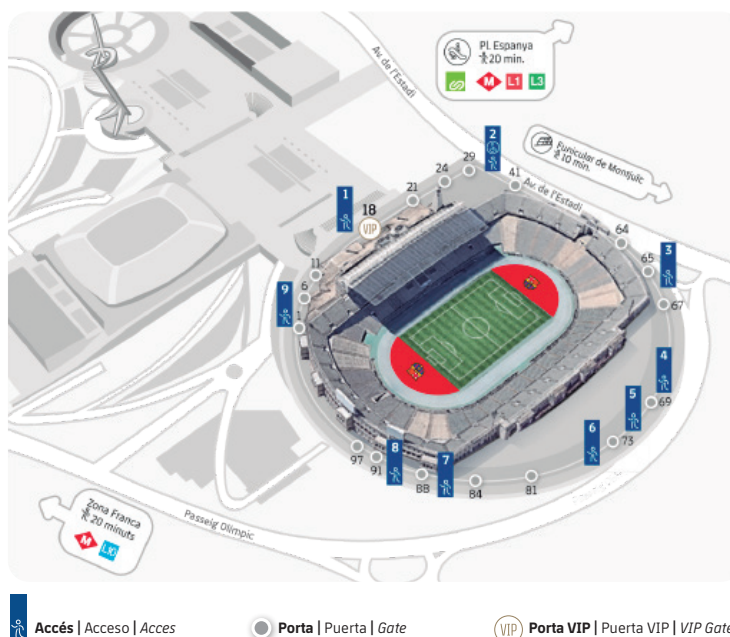 Pl. Espanya
20 min.
M L1 L3
Av. de l'Estadi
Funicular de Montjuïc
10 min.
2
29
41
Av. de l'Estadi
24
21
1
18
VIP
64
3
65
11
6
9
67
1
4
69
5
6
73
8
7
97
91
88
84
81
Zona Franca
20 minuts
M L10
Passeig Olímpic
Accés | Acceso | Acces
Porta | Puerta | Gate
VIP
Porta VIP | Puerta VIP | VIP Gate